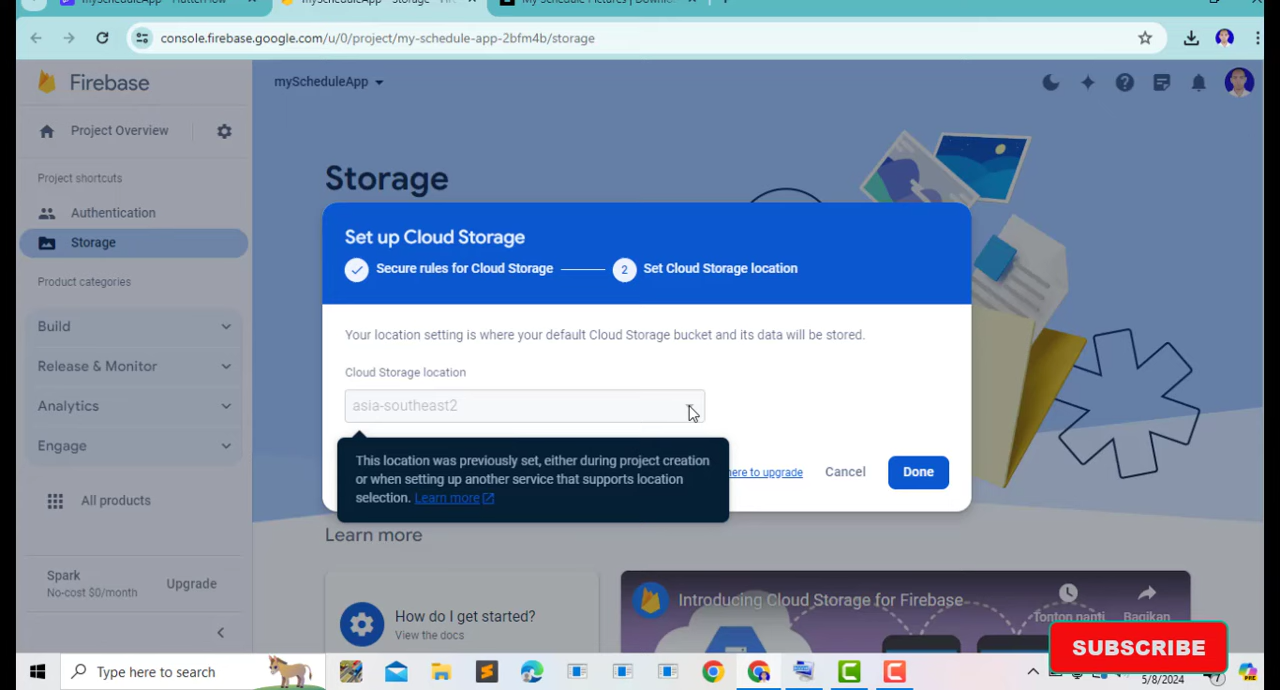 console.firebase.google.com/u/0/project/my-schedule-app-2bfm4b/storage
Firebase
myScheduleApp
Project Overview
Project shortcuts
Authentication
Storage
Product categories
Build
Release & Monitor
Analytics
Engage
All products
Spark
No-cost $0/month
Upgrade
Storage
Set up Cloud Storage
Secure rules for Cloud Storage
2
Set Cloud Storage location
Your location setting is where your default Cloud Storage bucket and its data will be stored.
Cloud Storage location
asia-southeast2
This location was previously set, either during project creation
or when setting up another service that supports location
selection. Learn more
here to upgrade
Cancel
Done
Learn more
How do I get started?
View the docs
Introducing Cloud Storage for Firebase
Tonton nanti
Bagikan
SUBSCRIBE
Type here to search
5/8/2024